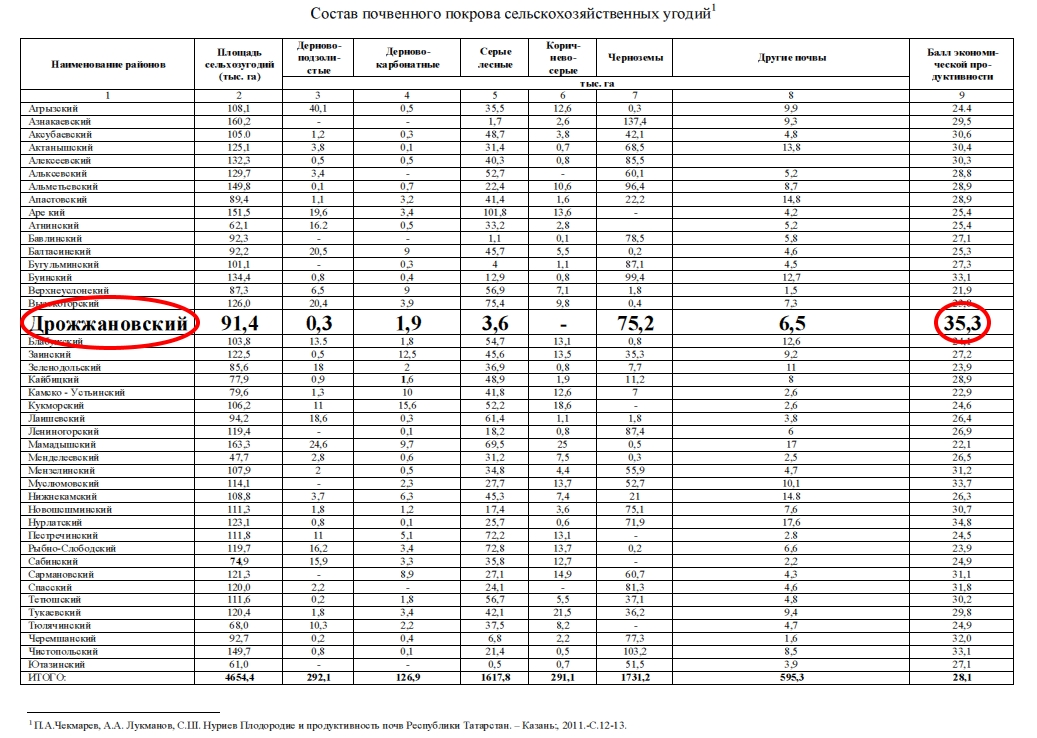 Состав почвенного покрова сельскохозяйственных угодий1
Наименование районов Площадь сельхозугодий (тыс. га) Дерново-подзоли-стые Дерново-карбонатные Серые лесные Корич-нево-серые Черноземы Другие почвы Балл экономи-ческой про-дуктивности
тыс. га
1 2 3 4 5 6 7 8 9
Агрызский 108,1 40,1 0,5 35,5 12,6 0,3 9,9 24.4
Азнакаевский 160,2 - - 1,7 2,6 137,4 9,3 29,5
Аксубаевский 105.0 1,2 0,3 48,7 3,8 42,1 4,8 30,6
Актанышский 125,1 3,8 0,1 31,4 0,7 68,5 13,8 30,4
Алексеевский 132,3 0,5 0,5 40,3 0,8 85,5 30,3
Алькеевский 129,7 3,4 - 52,7 - 60,1 5,2 28,8
Альметьевский 149,8 0,1 0,7 22,4 10,6 96,4 8,7 28,9
Апастовский 89,4 1,1 3,2 41,4 1,6 22,2 14,8 28,9
Арс кий 151,5 19,6 3,4 101,8 13,6 - 4,2 25,4
Атнинский 62,1 16.2 0,5 33,2 2,8 5,2 25,4
Бавлинский 92,3 - - 1,1 0,1 78,5 5,8 27,1
Балтасинский 92,2 20,5 9 45,7 5,5 0,2 4,6 25,3
Бугульминский 101,1 - 0,3 4 1,1 87,1 4,5 27,3
Буинский 134,4 0,8 0,4 12,9 0,8 99,4 12,7 33,1
Верхнеуслонский 87,3 6,5 9 56,9 7,1 1,8 1,5 21,9
Высокогорский 126,0 20,4 3,9 75,4 9,8 0,4 7,3
Дрожжановский 91,4 0,3 1,9 3,6 - 75,2 6,5 35,3
103,8 13.5 1,8 54,7 13,1 0,8 12,6 24,1
Заинский 122,5 0,5 12,5 45,6 13,5 35,3 9,2 27,2
Зеленодольский 85,6 18 2 36,9 0,8 7,7 11 23,9
Кайбицкий 77,9 0,9 1,6 48,9 1,9 11,2 8 28,9
Камско - Устьинский 79,6 1,3 10 41,8 12,6 7 2,6 22,9
Кукморский 106,2 11 15,6 52,2 18,6 - 2,6 24,6
Лаишевский 94,2 18,6 0,3 61,4 1,1 1,8 3,8 26,4
Лениногорский 119,4 - 0,1 18,2 0,8 87,4 6 26,9
Мамадышский 163,3 24,6 9,7 69,5 25 0,5 17 22,1
Менделеевский 47,7 2,8 0,6 31,2 7,5 0,3 2,5 26,5
Мензелинский 107,9 2 0,5 34,8 4,4 55,9 4,7 31,2
Муслюмовский 114,1 - 2,3 27,7 13,7 52,7 10,1 33,7
Нижнекамский 108,8 3,7 6,3 45,3 7,4 21 14.8 26,3
Новошешминский 111,3 1,8 1,2 17,4 3,6 75,1 7,6 30,7
Нурлатский 123,1 0,8 0,1 25,7 0,6 71,9 17,6 34,8
Пестречинский 111,8 11 5,1 72,2 13,1 - 2.8 24,5
Рыбно-Слободский 119,7 16,2 3,4 72,8 13,7 0,2 6,6 23,9
Сабинский 74,9 15,9 3,3 35,8 12,7 - 2,2 24,9
Сармановский 121,3 - 8,9 27,1 14,9 60,7 4,3 31,1
Спасский 120,0 2,2 - 24,1 - 81,3 4,6 31,8
Тетюшский 111,6 0,2 1,8 56,7 5,5 37,1 4,8 30,2
Тукаевский 120,4 1,8 3,4 42,1 21,5 36,2 9,4 29,8
Тюлячинский 68,0 10,3 2,2 37,5 8,2 - 4,7 24,9
Черемшанский 92,7 0,2 0,4 6,8 2,2 77,3 1,6 32,0
Чистопольский 149,7 0,8 0,1 21,4 0,5 103,2 8,5 33,1
Ютазинский 61,0 - - 0,5 0,7 51,5 3,9 27,1
ИТОГО: 4654,4 292,1 126,9 1617,8 291,1 1731,2 595,3 28,1
1 П.А.Чекмарев, А.А. Лукманов, С.Ш. Нуриев Плодородие и продуктивность почв Республики Татарстан. – Казань:, 2011.-С.12-13.